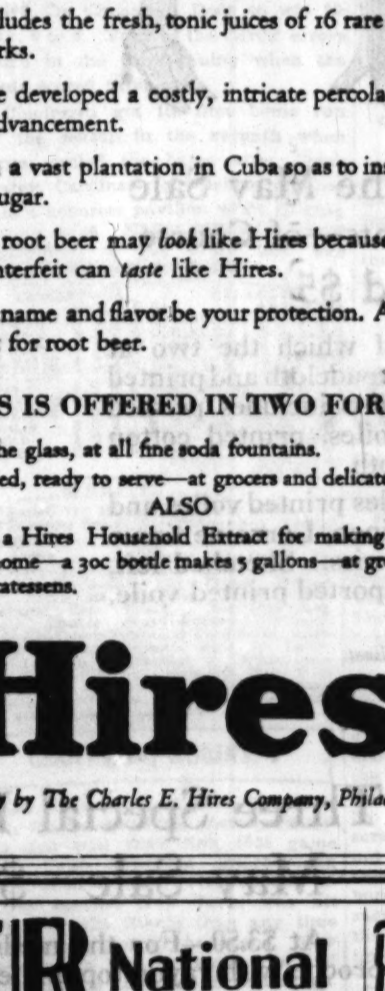 ludes the fresh, tonic juices of 16 rare
rks.
e developed a costly, intricate percola
dvancement.
a vast plantation in Cuba so as to ins
ugar.
root beer may look like Hires because
nterfeit can taste like Hires.
name and flavor be your protection. A
t for root beer.
S IS OFFERED IN TWO FOR
he glass, at all fine soda fountains.
ed, ready to serve—at grocers and delicate
ALSO
a Hires Household Extract for making
ome—a 30c bottle makes 5 gallons—at gr
atessens.
Hires
y by The Charles E. Hires Company, Phila
National